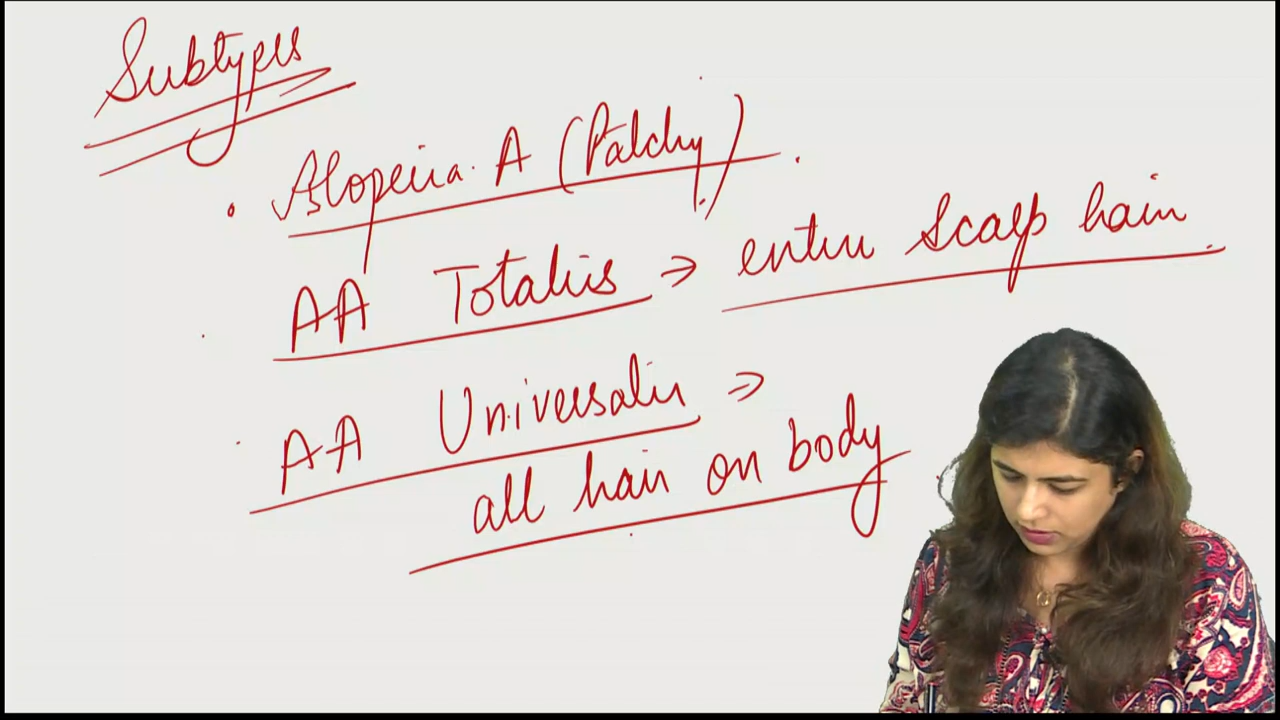 Subtypes
• Alopecia A (Patchy).
AA Totalis → entire Scalp hair.
AA Universalis →
all hair on body